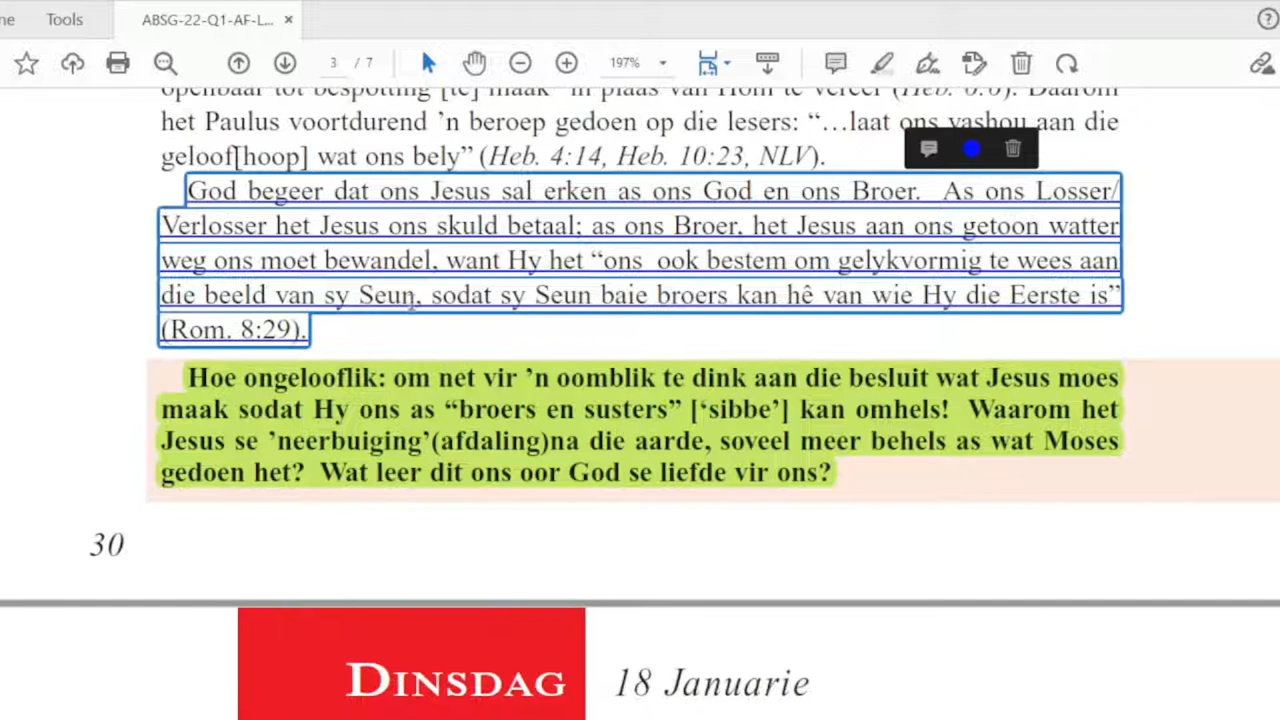 Tools
ABSG-22-Q1-AF-L... ×
3 / 7
197%
het Paulus voortdurend ’n beroep gedoen op die lesers: “…laat ons vashou aan die
geloof[hoop] wat ons bely” (Heb. 4:14, Heb. 10:23, NLV).
God begeer dat ons Jesus sal erken as ons God en ons Broer. As ons Losser/
Verlosser het Jesus ons skuld betaal; as ons Broer, het Jesus aan ons getoon watter
weg ons moet bewandel, want Hy het “ons ook bestem om gelykvormig te wees aan
die beeld van sy Seun, sodat sy Seun baie broers kan hê van wie Hy die Eerste is”
(Rom. 8:29).
Hoe ongelooflik: om net vir ’n oomblik te dink aan die besluit wat Jesus moes
maak sodat Hy ons as “broers en susters” [‘sibbe’] kan omhels! Waarom het
Jesus se ’neerbuiging’(afdaling)na die aarde, soveel meer behels as wat Moses
gedoen het? Wat leer dit ons oor God se liefde vir ons?
30
DINSDAG
18 Januarie